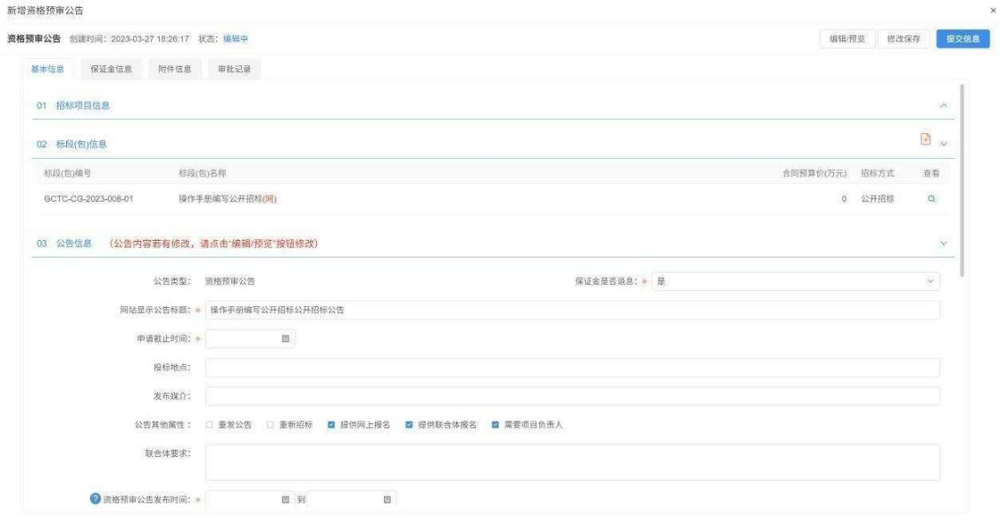 新增资格预审公告 ×
资格预审公告 创建时间：2023-03-27 18:26:17 状态：编辑中 编辑/预览 修改保存 提交信息
基本信息 保证金信息 附件信息 审批记录
01 招标项目信息
02 标段(包)信息
标段(包)编号 标段(包)名称 合同预算价(万元) 招标方式 查看
GCTC-CG-2023-008-01 操作手册编写公开招标(网) 0 公开招标
03 公告信息 （公告内容若有修改，请点击“编辑/预览”按钮修改）
公告类型： 资格预审公告 保证金是否退息：* 是
网站显示公告标题：* 操作手册编写公开招标公开招标公告
申请截止时间：*
投标地点：
发布媒介：
公告其他属性： 重发公告 重新招标 提供网上报名 提供联合体报名 需要项目负责人
联合体要求：
? 资格预审公告发布时间：* 到